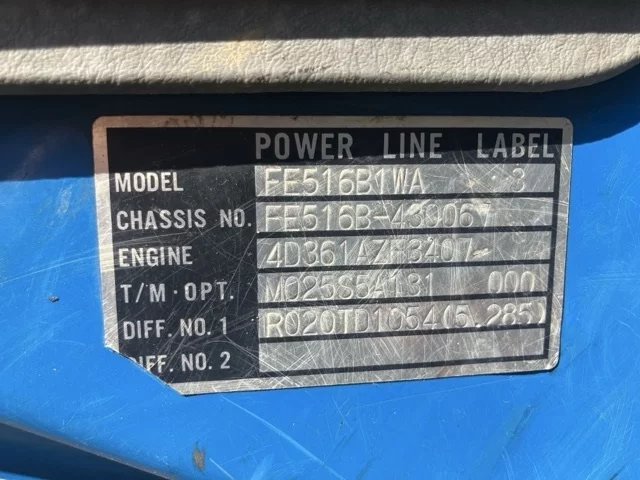 POWER LINE LABEL
MODEL FE516B1WA 3
CHASSIS NO. FE516B-430067
ENGINE 4D361AZFB3407
T/M·OPT. M025S5A131 000
DIFF. NO. 1 R020TD1054(5.285)
DIFF. NO. 2